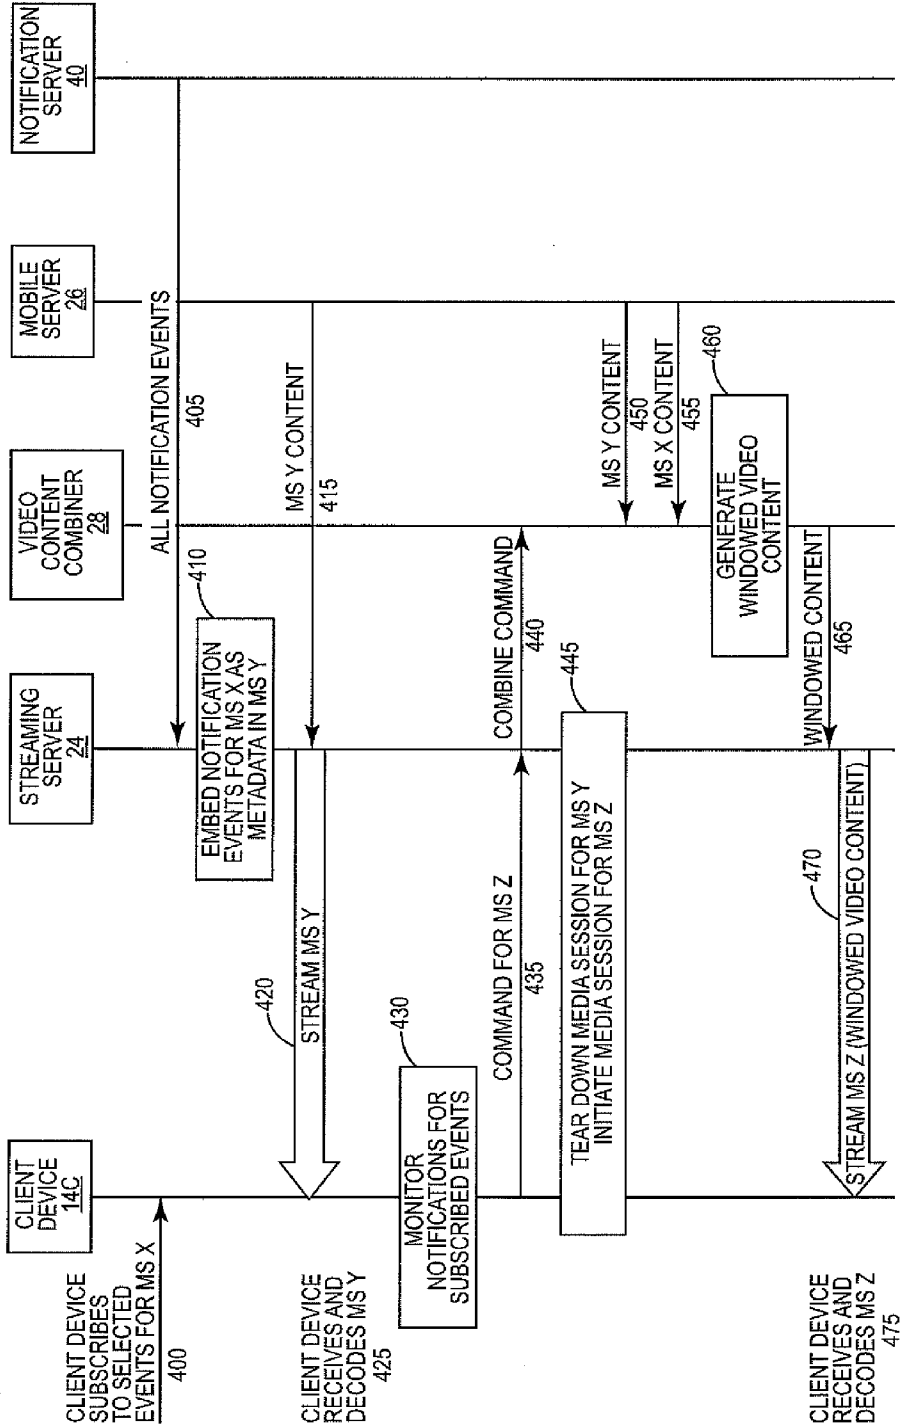 CLIENT
DEVICE
14C
STREAMING
SERVER
24
VIDEO
CONTENT
COMBINER
28
MOBILE
SERVER
26
NOTIFICATION
SERVER
40
CLIENT DEVICE
SUBSCRIBES
TO SELECTED
EVENTS FOR MS X
400
ALL NOTIFICATION EVENTS
405
EMBED NOTIFICATION
EVENTS FOR MS X AS
METADATA IN MS Y
410
MS Y CONTENT
415
420
STREAM MS Y
CLIENT DEVICE
RECEIVES AND
DECODES MS Y
425
MONITOR
NOTIFICATIONS FOR
SUBSCRIBED EVENTS
430
COMMAND FOR MS Z
435
COMBINE COMMAND
440
TEAR DOWN MEDIA SESSION FOR MS Y
INITIATE MEDIA SESSION FOR MS Z
445
MS Y CONTENT
450
MS X CONTENT
455
460
GENERATE
WINDOWED VIDEO
CONTENT
WINDOWED CONTENT
465
470
STREAM MS Z (WINDOWED VIDEO CONTENT)
CLIENT DEVICE
RECEIVES AND
DECODES MS Z
475